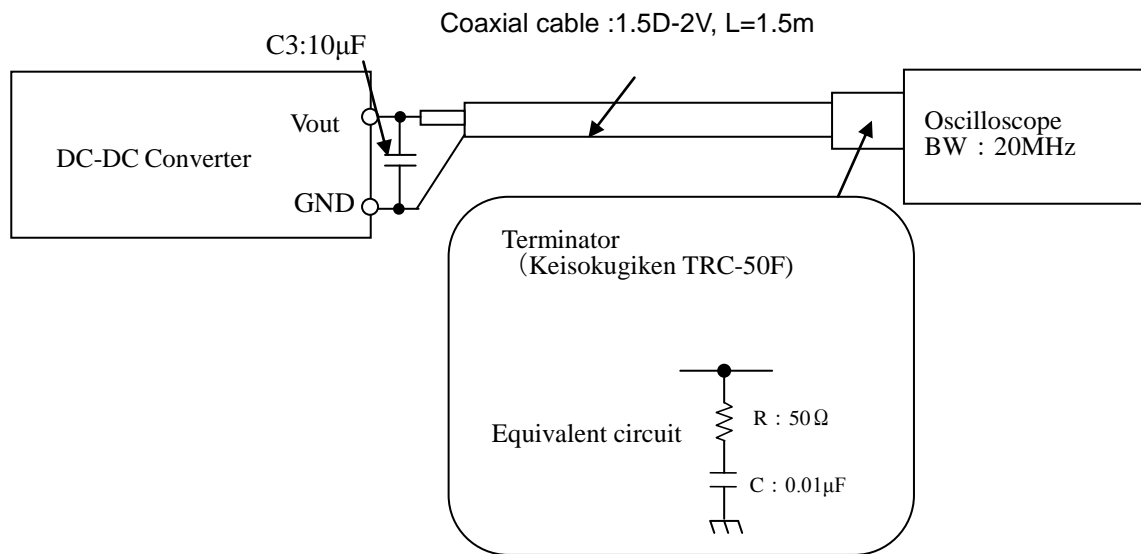 Coaxial cable :1.5D-2V, L=1.5m
C3:10μF
Vout
DC-DC Converter
GND
Oscilloscope
BW：20MHz
Terminator
（Keisokugiken TRC-50F)
Equivalent circuit
R：50Ω
C：0.01μF